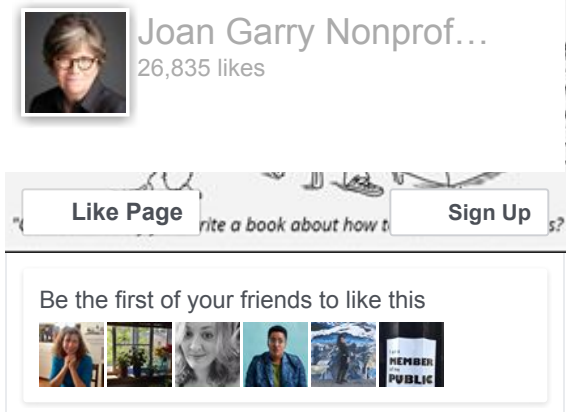 Joan Garry Nonprof…
26,835 likes
Like Page
rite a book about how t
Sign Up
s?
Be the first of your friends to like this
MEMBER
PUBLIC